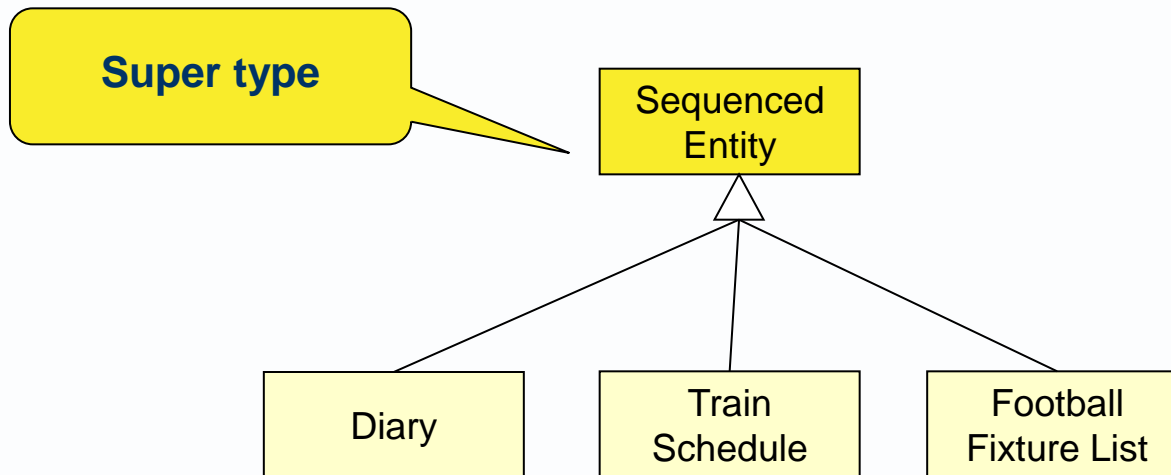 Super type
Sequenced
Entity
Diary
Train
Schedule
Football
Fixture List